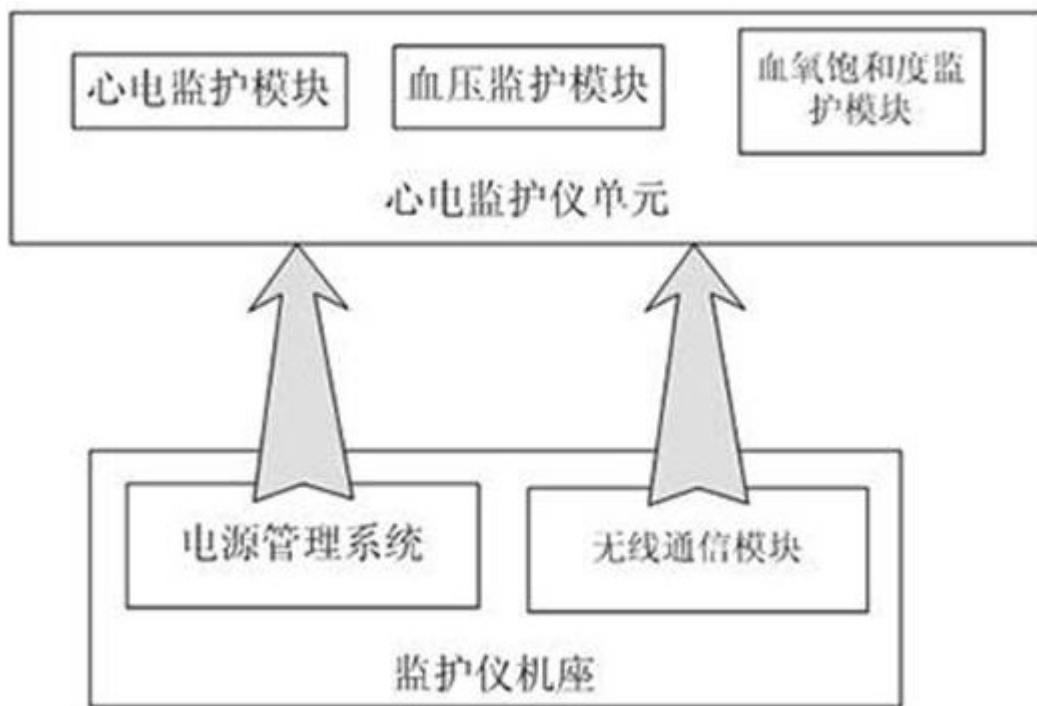 心电监护模块
血压监护模块
血氧饱和度监
护模块
心电监护仪单元
电源管理系统
无线通信模块
监护仪机座